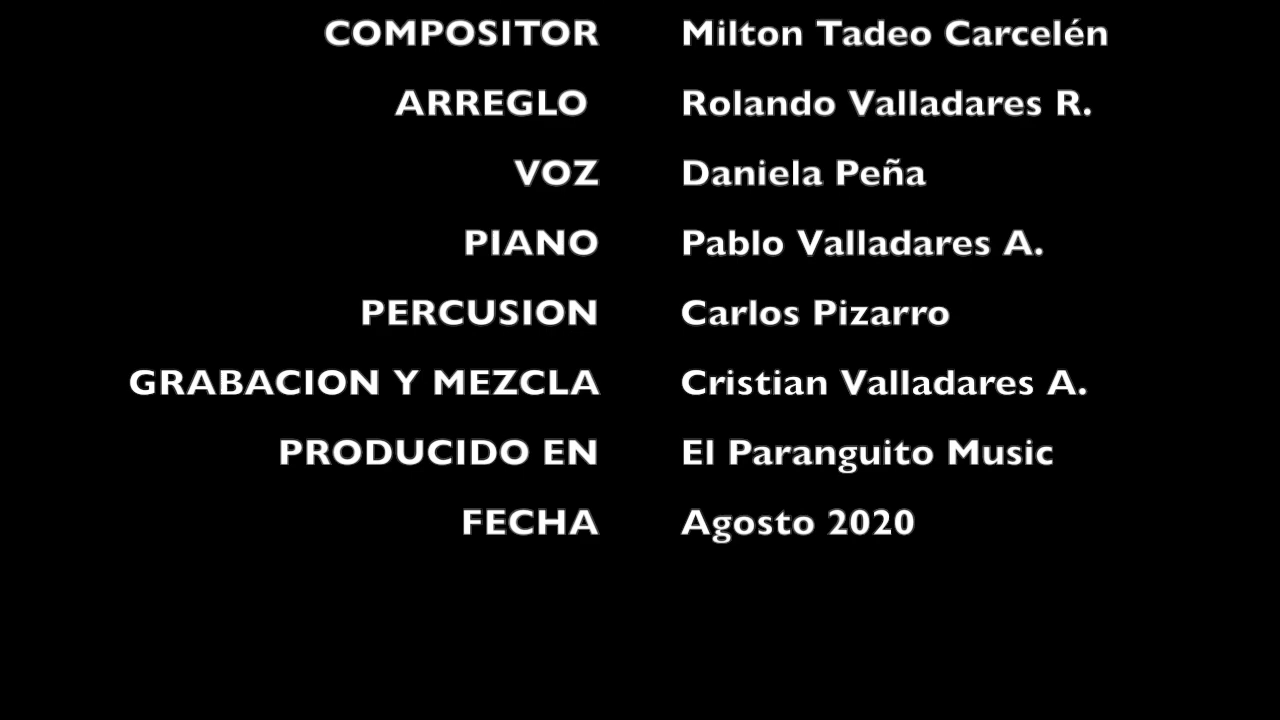 COMPOSITOR Milton Tadeo Carcelén
ARREGLO Rolando Valladares R.
VOZ Daniela Peña
PIANO Pablo Valladares A.
PERCUSION Carlos Pizarro
GRABACION Y MEZCLA Cristian Valladares A.
PRODUCIDO EN El Paranguito Music
FECHA Agosto 2020